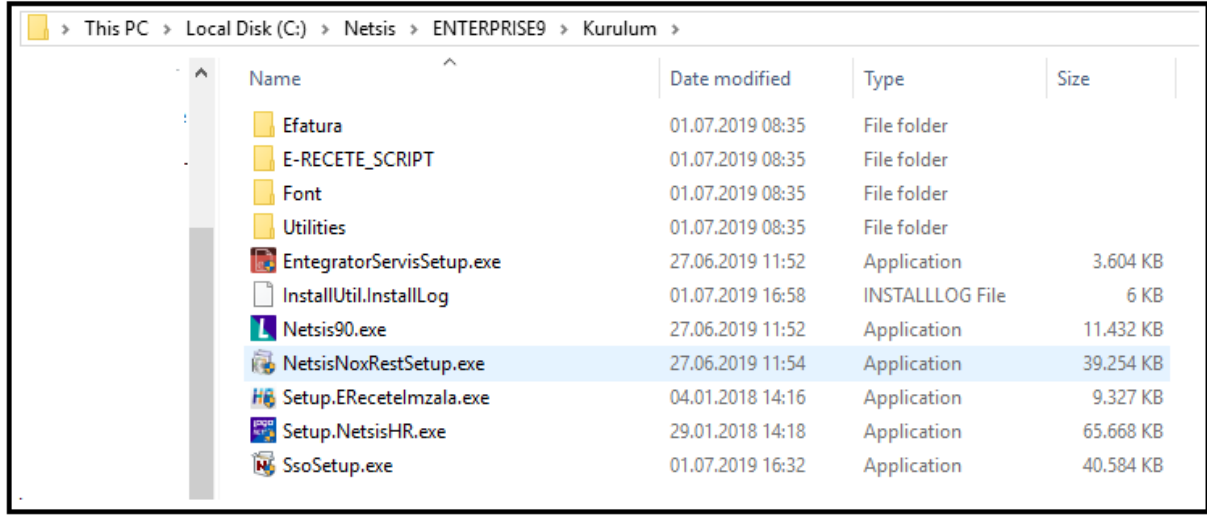 This PC > Local Disk (C:) > Netsis > ENTERPRISE9 > Kurulum >
Name Date modified Type Size
Efatura 01.07.2019 08:35 File folder
E-RECETE_SCRIPT 01.07.2019 08:35 File folder
Font 01.07.2019 08:35 File folder
Utilities 01.07.2019 08:35 File folder
EntegratorServisSetup.exe 27.06.2019 11:52 Application 3.604 KB
InstallUtil.InstallLog 01.07.2019 16:58 INSTALLLOG File 6 KB
Netsis90.exe 27.06.2019 11:52 Application 11.432 KB
NetsisNoxRestSetup.exe 27.06.2019 11:54 Application 39.254 KB
Setup.EReceteImzala.exe 04.01.2018 14:16 Application 9.327 KB
Setup.NetsisHR.exe 29.01.2018 14:18 Application 65.668 KB
SsoSetup.exe 01.07.2019 16:32 Application 40.584 KB